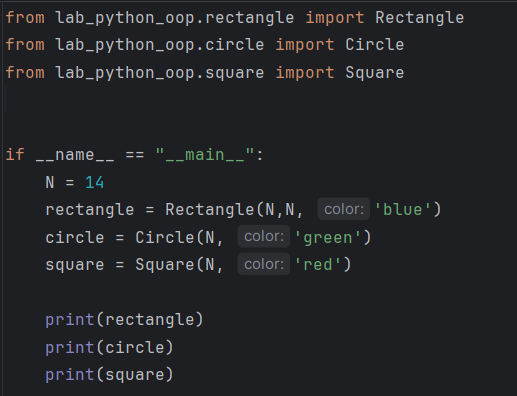 from lab_python_oop.rectangle import Rectangle
from lab_python_oop.circle import Circle
from lab_python_oop.square import Square
if __name__ == "__main__":
    N = 14
    rectangle = Rectangle(N,N, color: 'blue')
    circle = Circle(N, color: 'green')
    square = Square(N, color: 'red')
    print(rectangle)
    print(circle)
    print(square)